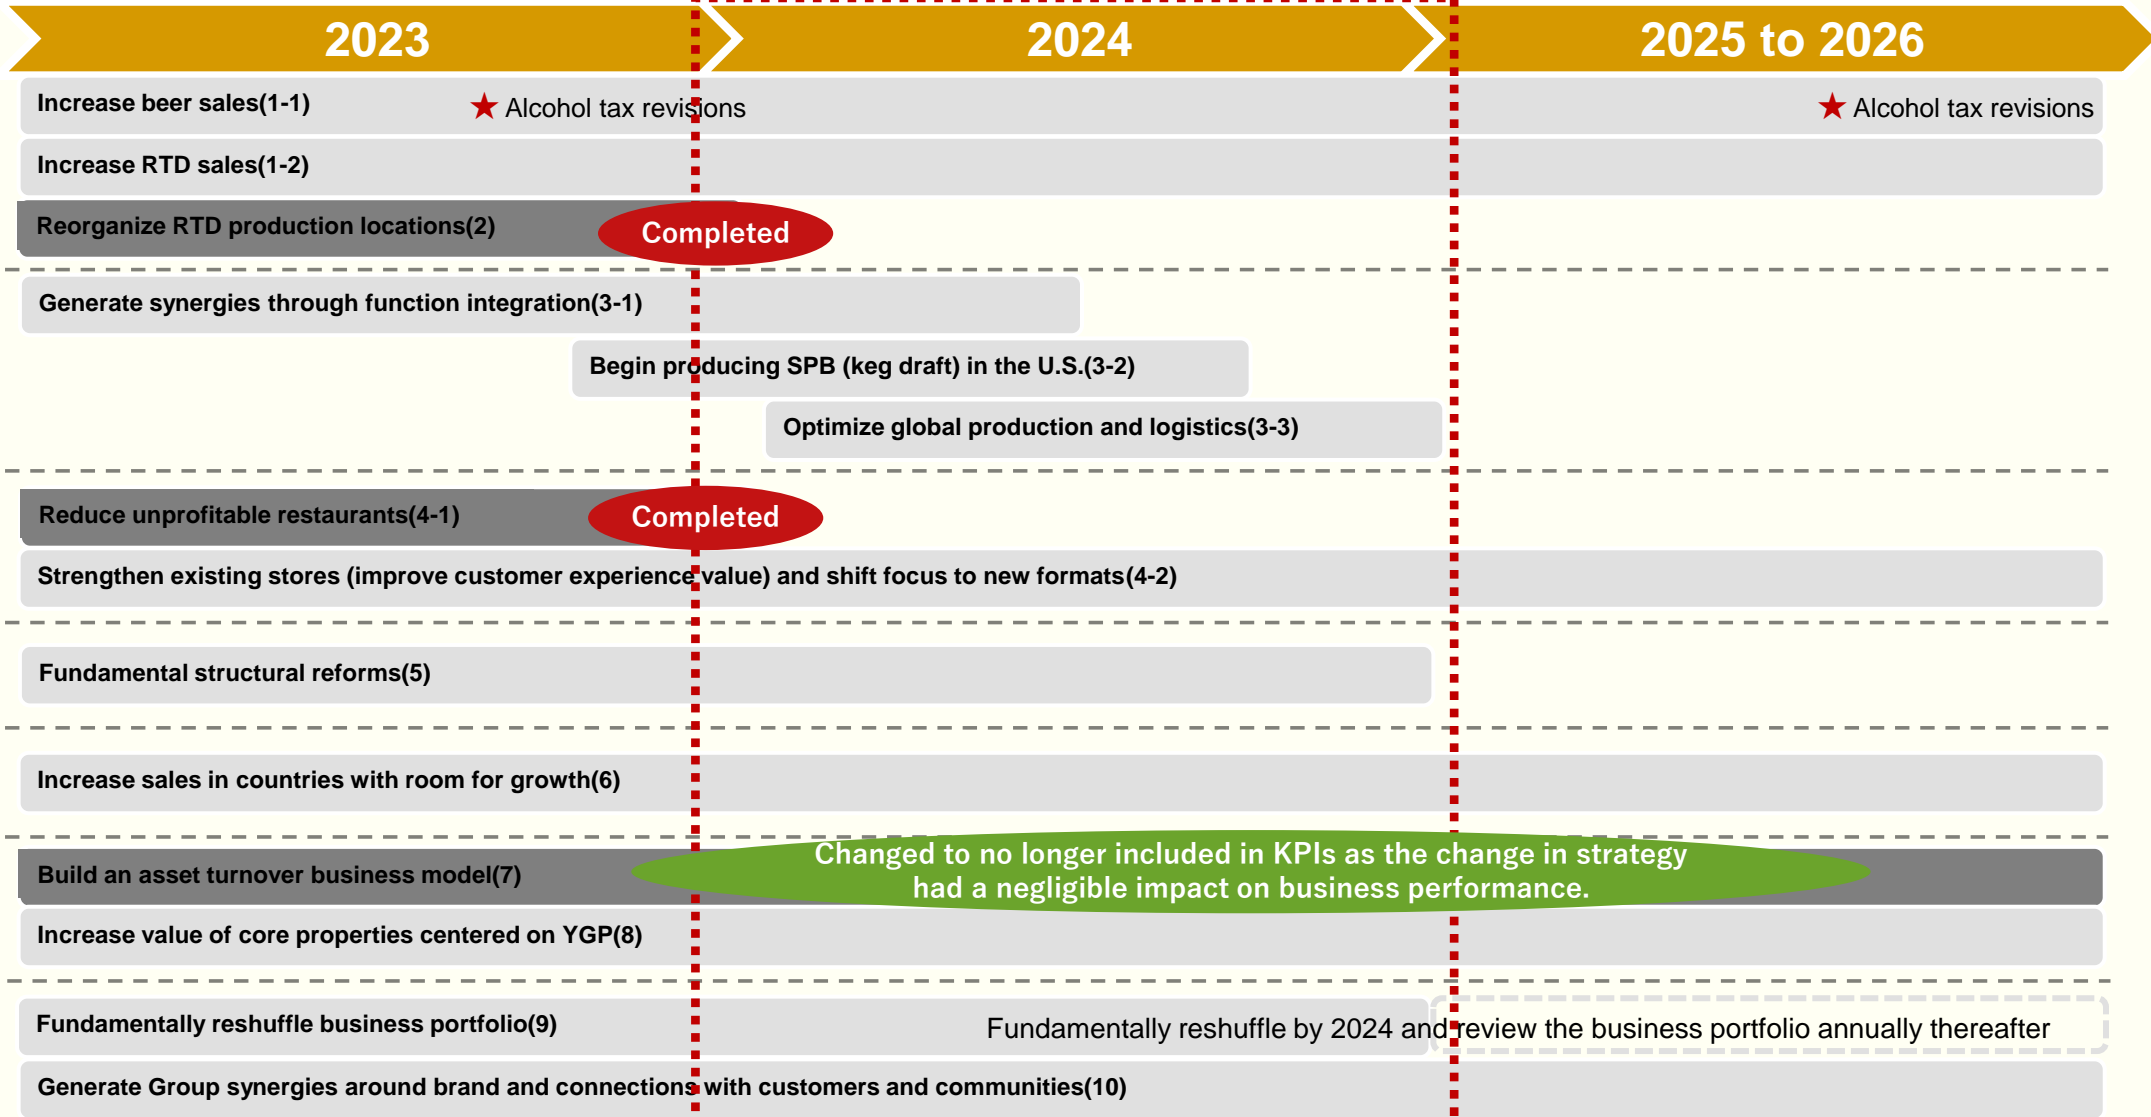 2023
2024
2025 to 2026
Increase beer sales(1-1)
★ Alcohol tax revisions
★ Alcohol tax revisions
Increase RTD sales(1-2)
Reorganize RTD production locations(2)
Completed
Generate synergies through function integration(3-1)
Begin producing SPB (keg draft) in the U.S.(3-2)
Optimize global production and logistics(3-3)
Reduce unprofitable restaurants(4-1)
Completed
Strengthen existing stores (improve customer experience value) and shift focus to new formats(4-2)
Fundamental structural reforms(5)
Increase sales in countries with room for growth(6)
Build an asset turnover business model(7)
Changed to no longer included in KPIs as the change in strategy
had a negligible impact on business performance.
Increase value of core properties centered on YGP(8)
Fundamentally reshuffle business portfolio(9)
Fundamentally reshuffle by 2024 and review the business portfolio annually thereafter
Generate Group synergies around brand and connections with customers and communities(10)